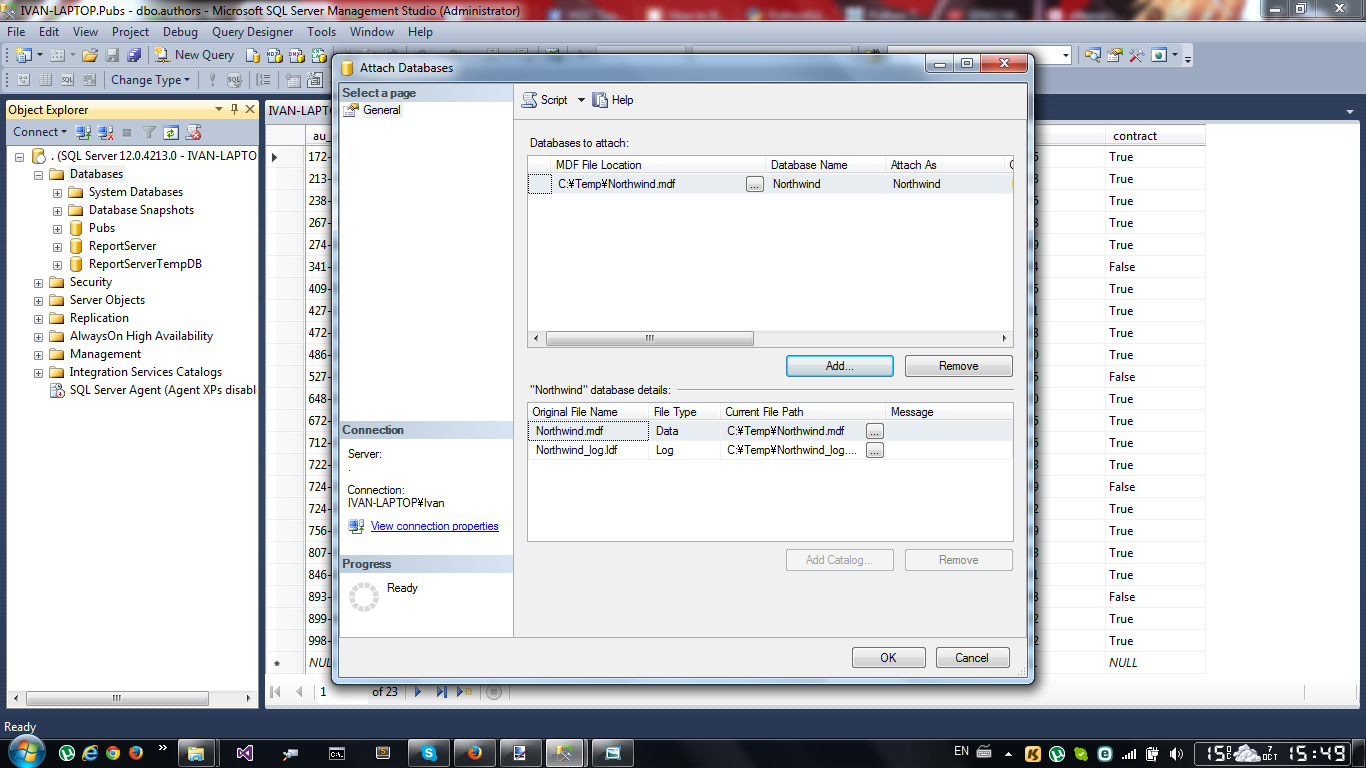 IVAN-LAPTOP.Pubs - dbo.authors - Microsoft SQL Server Management Studio (Administrator)
File Edit View Project Debug Query Designer Tools Window Help
New Query
Change Type
Object Explorer
Connect
. (SQL Server 12.0.4213.0 - IVAN-LAPTO
Databases
System Databases
Database Snapshots
Pubs
ReportServer
ReportServerTempDB
Security
Server Objects
Replication
AlwaysOn High Availability
Management
Integration Services Catalogs
SQL Server Agent (Agent XPs disabl
IVAN-LAPT
au_
172-
213-
238-
267-
274-
341-
409-
427-
472-
486-
527-
648-
672-
712-
722-
724-
724-
756-
807-
846-
893-
899-
998-
NUL
1 of 23
Attach Databases
Select a page
General
Connection
Server:
.
Connection:
IVAN-LAPTOP¥Ivan
View connection properties
Progress
Ready
Script Help
Databases to attach:
MDF File Location Database Name Attach As
C:¥Temp¥Northwind.mdf ... Northwind Northwind
Add... Remove
"Northwind" database details:
Original File Name File Type Current File Path Message
Northwind.mdf Data C:¥Temp¥Northwind.mdf ...
Northwind_log.ldf Log C:¥Temp¥Northwind_log.... ...
Add Catalog... Remove
OK Cancel
contract
True
True
True
True
True
False
True
True
True
True
False
True
True
True
True
False
True
True
True
True
False
True
True
NULL
Ready
EN
15°C 7 OCT 15:49